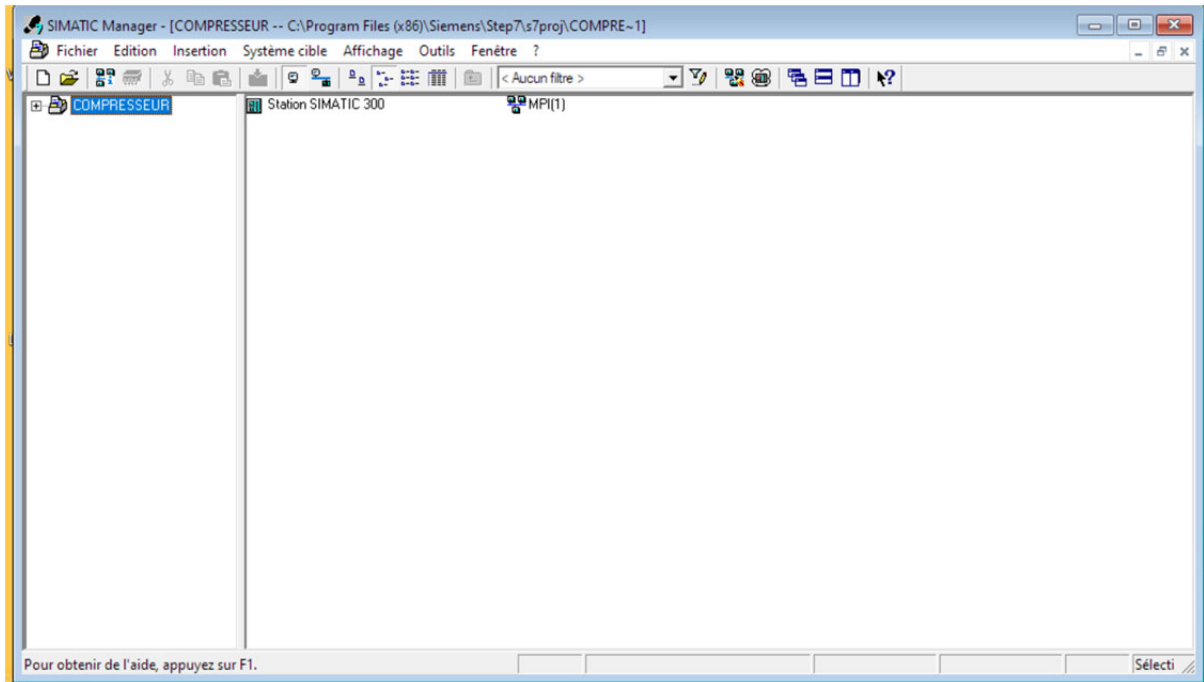 SIMATIC Manager - [COMPRESSEUR -- C:\Program Files (x86)\Siemens\Step7\s7proj\COMPRE~1]
Fichier Edition Insertion Système cible Affichage Outils Fenêtre ?
< Aucun filtre >
COMPRESSEUR
Station SIMATIC 300 MPI(1)
Pour obtenir de l'aide, appuyez sur F1. Sélecti